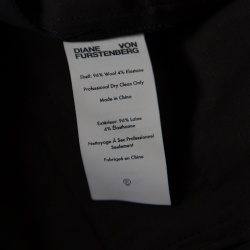 DIANE VON
FURSTENBERG
Shell: 96% Wool 4% Elastane
Professional Dry Clean Only
Made in China
Extérieur: 96% Laine
4% Élasthane
Nettoyage À Sec Professionnel
Seulement
Fabriqué en Chine
©